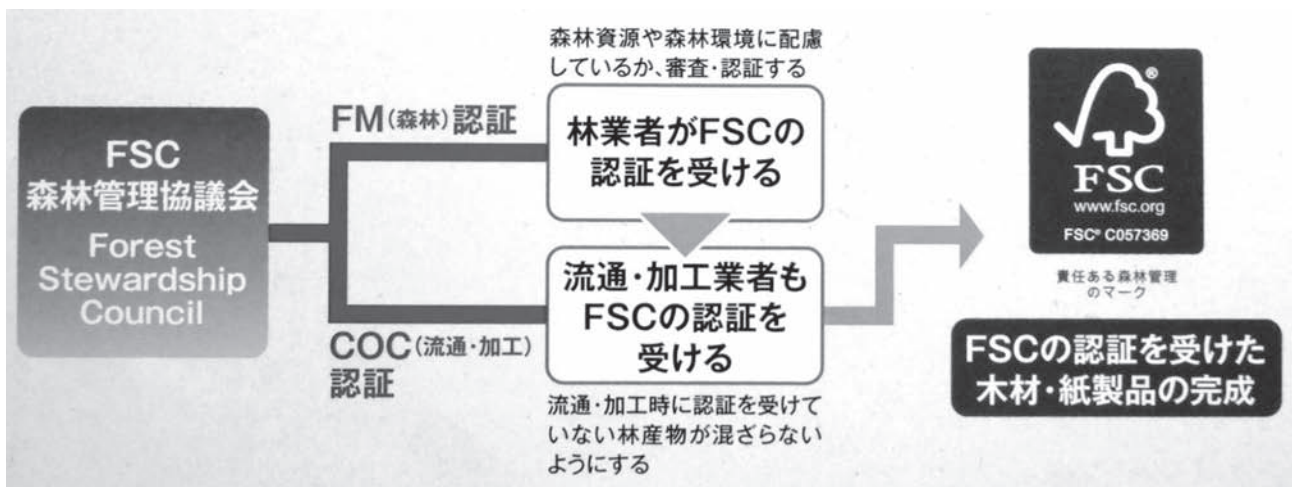 FSC
森林管理協議会
Forest
Stewardship
Council
FM(森林)認証
COC(流通・加工)
認証
森林資源や森林環境に配慮
しているか、審査・認証する
林業者がFSCの
認証を受ける
流通・加工業者も
FSCの認証を
受ける
流通・加工時に認証を受けて
いない林産物が混ざらない
ようにする
®
FSC
www.fsc.org
FSC® C057369
責任ある森林管理
のマーク
FSCの認証を受けた
木材・紙製品の完成